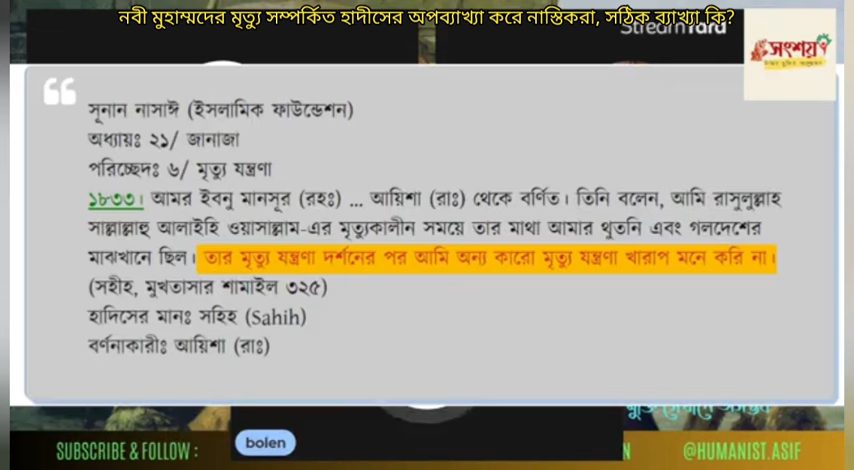 নবী মুহাম্মদের মৃত্যু সম্পর্কিত হাদীসের অপব্যাখ্যা করে নাস্তিকরা, সঠিক ব্যাখ্যা কি?
StreamYard
সংশয়
সূনান নাসাঈ (ইসলামিক ফাউন্ডেশন)
অধ্যায়ঃ ২১/ জানাজা
পরিচ্ছেদঃ ৬/ মৃত্যু যন্ত্রণা
১৮৩৩। আমর ইবনু মানসূর (রহঃ) ... আয়িশা (রাঃ) থেকে বর্ণিত। তিনি বলেন, আমি রাসুলুল্লাহ
সাল্লাল্লাহু আলাইহি ওয়াসাল্লাম-এর মৃত্যুকালীন সময়ে তার মাথা আমার থুতনি এবং গলদেশের
মাঝখানে ছিল। তার মৃত্যু যন্ত্রণা দর্শনের পর আমি অন্য কারো মৃত্যু যন্ত্রণা খারাপ মনে করি না।
(সহীহ, মুখতাসার শামাইল ৩২৫)
হাদিসের মানঃ সহিহ (Sahih)
বর্ণনাকারীঃ আয়িশা (রাঃ)
SUBSCRIBE & FOLLOW :
bolen
N
@HUMANIST.ASIF